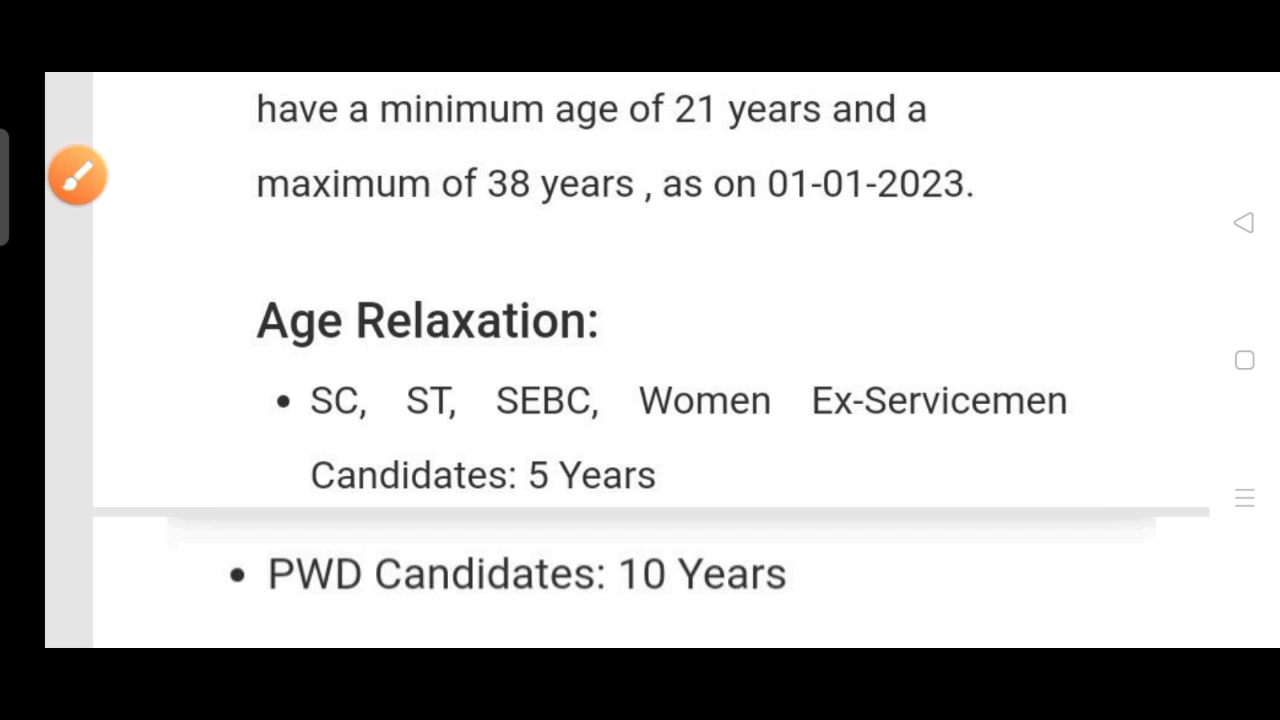 have a minimum age of 21 years and a
maximum of 38 years , as on 01-01-2023.
Age Relaxation:
• SC, ST, SEBC, Women Ex-Servicemen
Candidates: 5 Years
• PWD Candidates: 10 Years